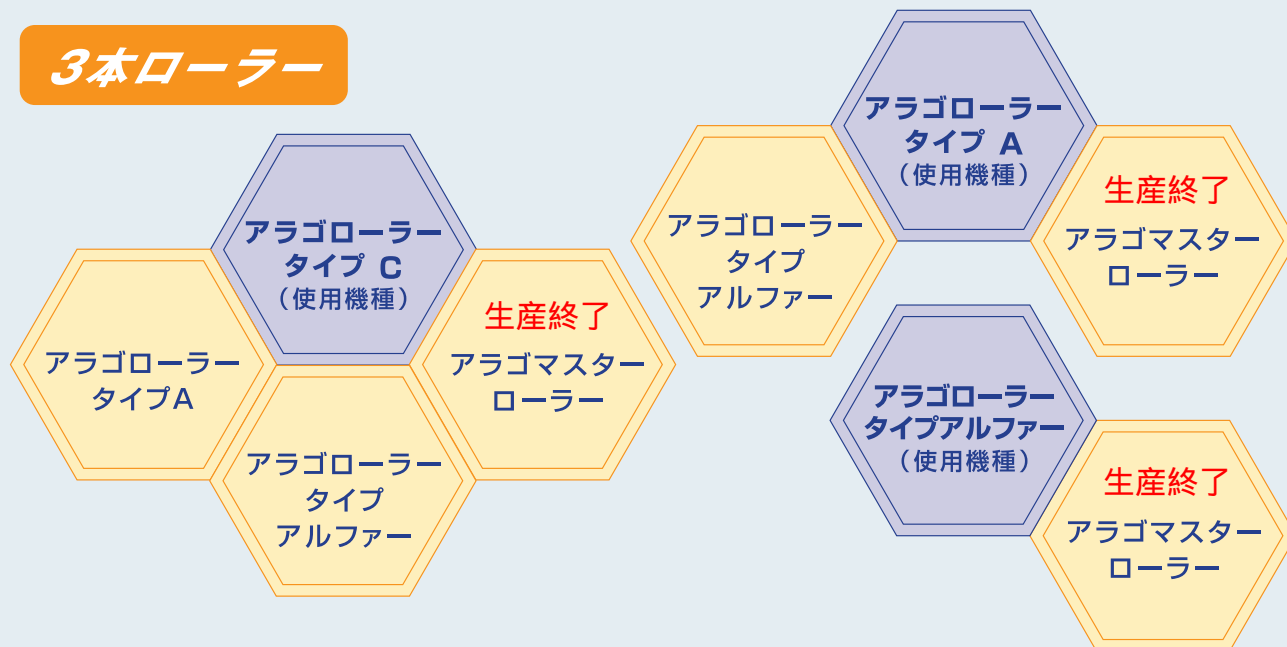 3本ローラー
アラゴローラー
タイプ C
（使用機種）
アラゴローラー
タイプA
アラゴローラー
タイプ
アルファー
生産終了
アラゴマスター
ローラー
アラゴローラー
タイプ A
（使用機種）
アラゴローラー
タイプ
アルファー
生産終了
アラゴマスター
ローラー
アラゴローラー
タイプアルファー
（使用機種）
生産終了
アラゴマスター
ローラー